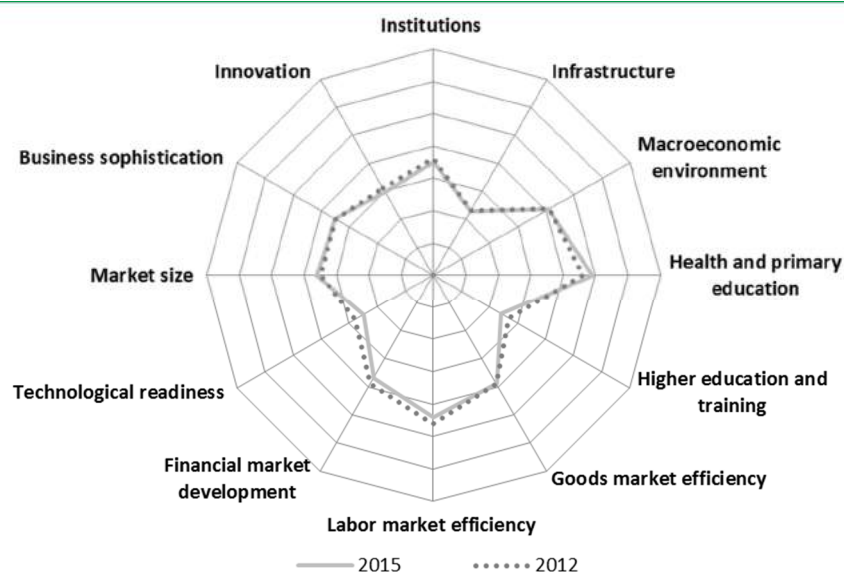 Institutions
Innovation
Infrastructure
Business sophistication
Macroeconomic
environment
Market size
Health and primary
education
Technological readiness
Higher education and
training
Financial market
development
Goods market efficiency
Labor market efficiency
2015
2012